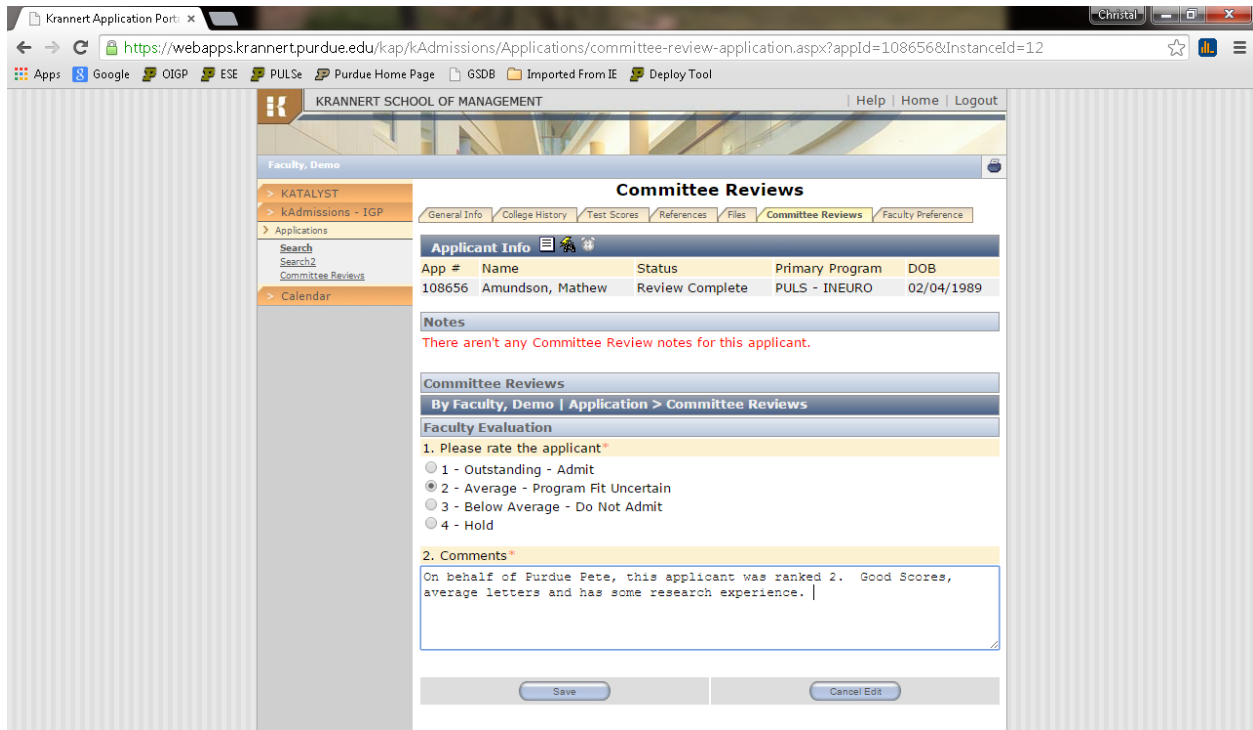 Krannert Application Porta
Christal
https://webapps.krannert.purdue.edu/kap/kAdmissions/Applications/committee-review-application.aspx?appId=108656&InstanceId=12
Apps Google OIGP ESE PULSe Purdue Home Page GSDB Imported From IE Deploy Tool
KRANNERT SCHOOL OF MANAGEMENT | Help | Home | Logout
Faculty, Demo
> KATALYST
> kAdmissions - IGP
> Applications
Search
Search2
Committee Reviews
> Calendar
Committee Reviews
General Info College History Test Scores References Files Committee Reviews Faculty Preference
Applicant Info
App # Name Status Primary Program DOB
108656 Amundson, Mathew Review Complete PULS - INEURO 02/04/1989
Notes
There aren't any Committee Review notes for this applicant.
Committee Reviews
By Faculty, Demo | Application > Committee Reviews
Faculty Evaluation
1. Please rate the applicant*
1 - Outstanding - Admit
2 - Average - Program Fit Uncertain
3 - Below Average - Do Not Admit
4 - Hold
2. Comments*
On behalf of Purdue Pete, this applicant was ranked 2.  Good Scores,
average letters and has some research experience.
Save Cancel Edit